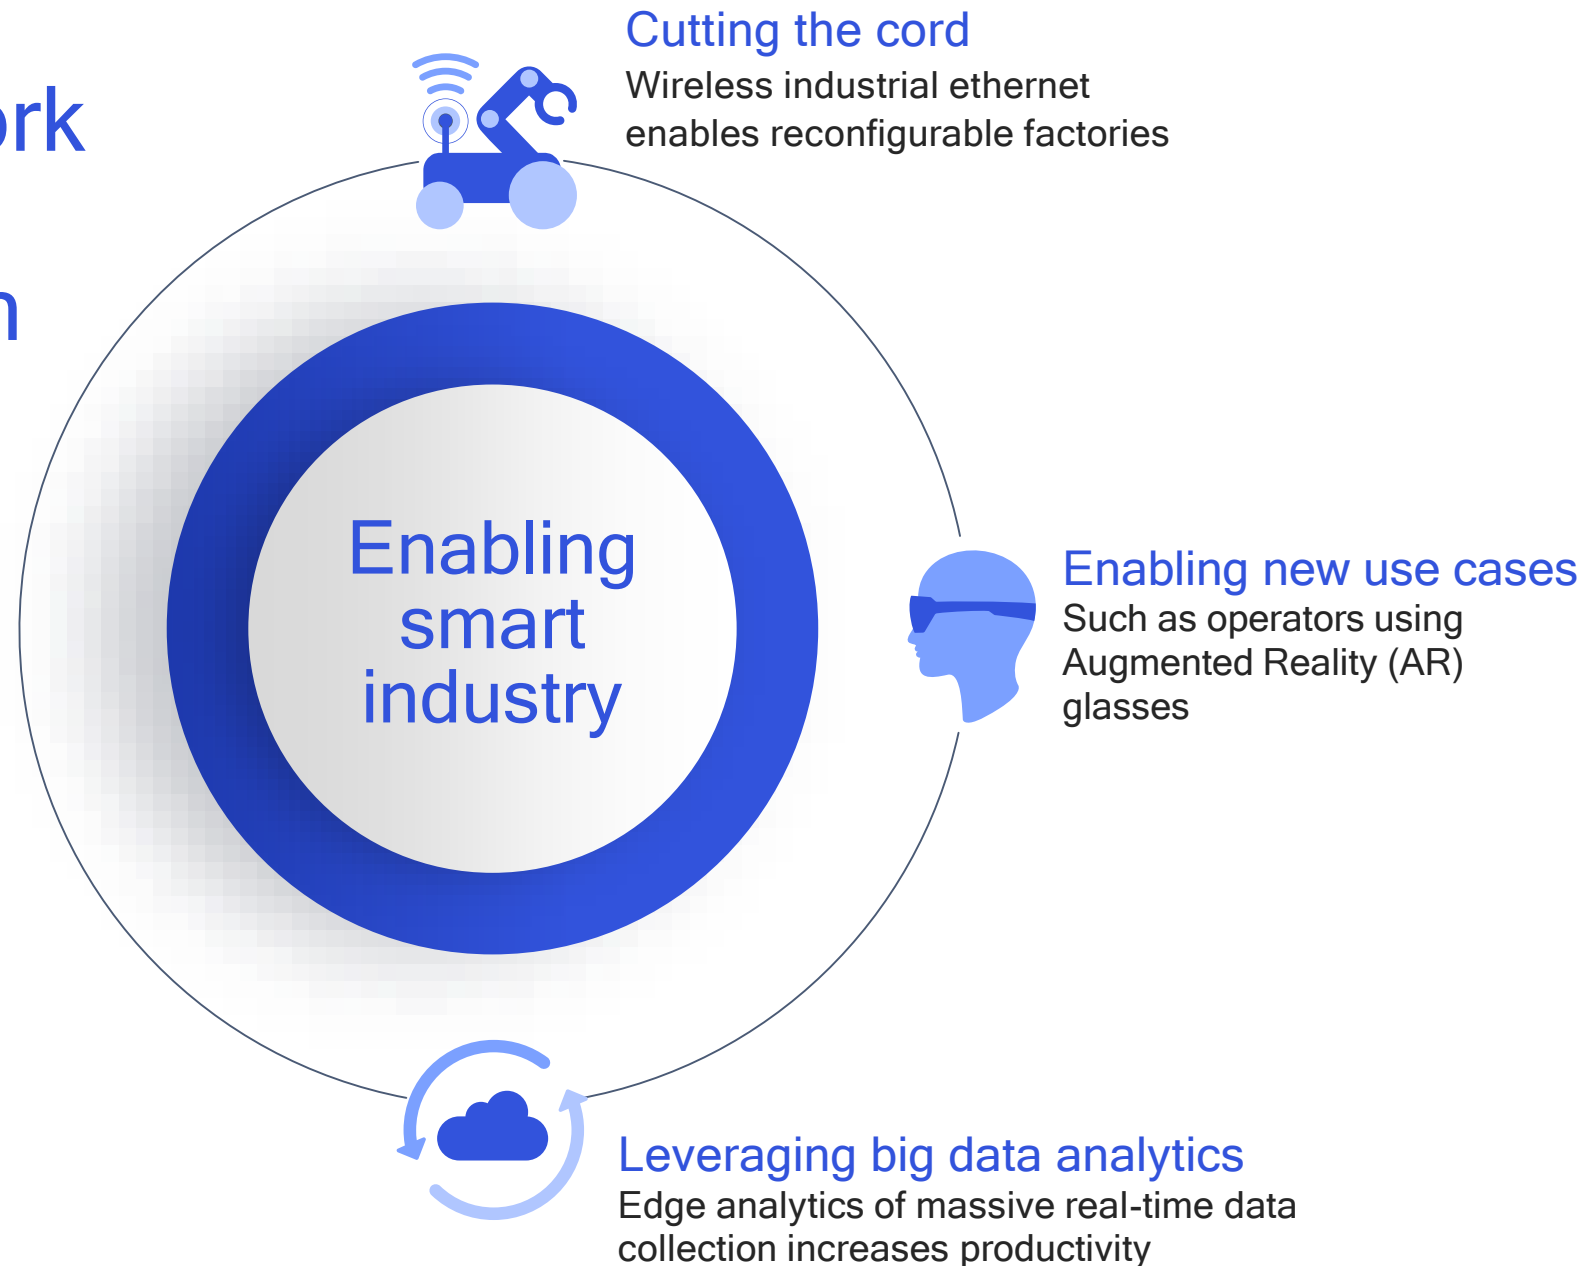 Cutting the cord
Wireless industrial ethernet
enables reconfigurable factories
Enabling
smart
industry
Enabling new use cases
Such as operators using
Augmented Reality (AR)
glasses
Leveraging big data analytics
Edge analytics of massive real-time data
collection increases productivity